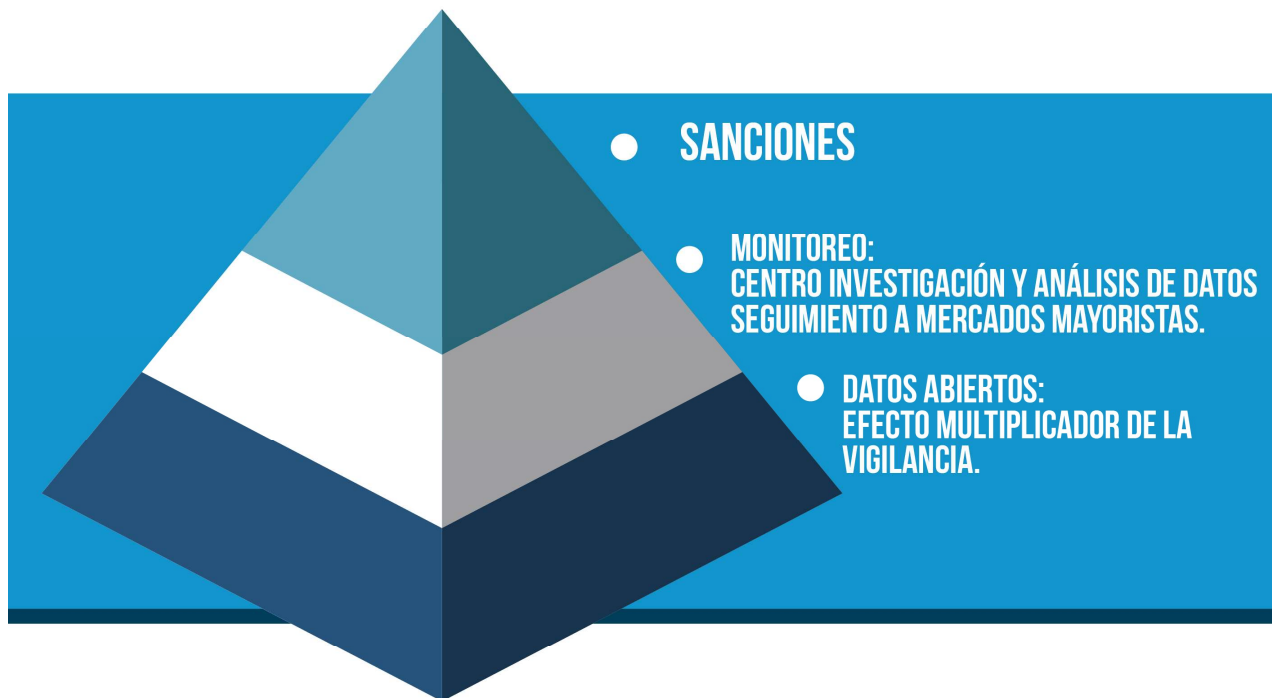 SANCIONES
MONITOREO:
CENTRO INVESTIGACIÓN Y ANÁLISIS DE DATOS
SEGUIMIENTO A MERCADOS MAYORISTAS.
DATOS ABIERTOS:
EFECTO MULTIPLICADOR DE LA
VIGILANCIA.